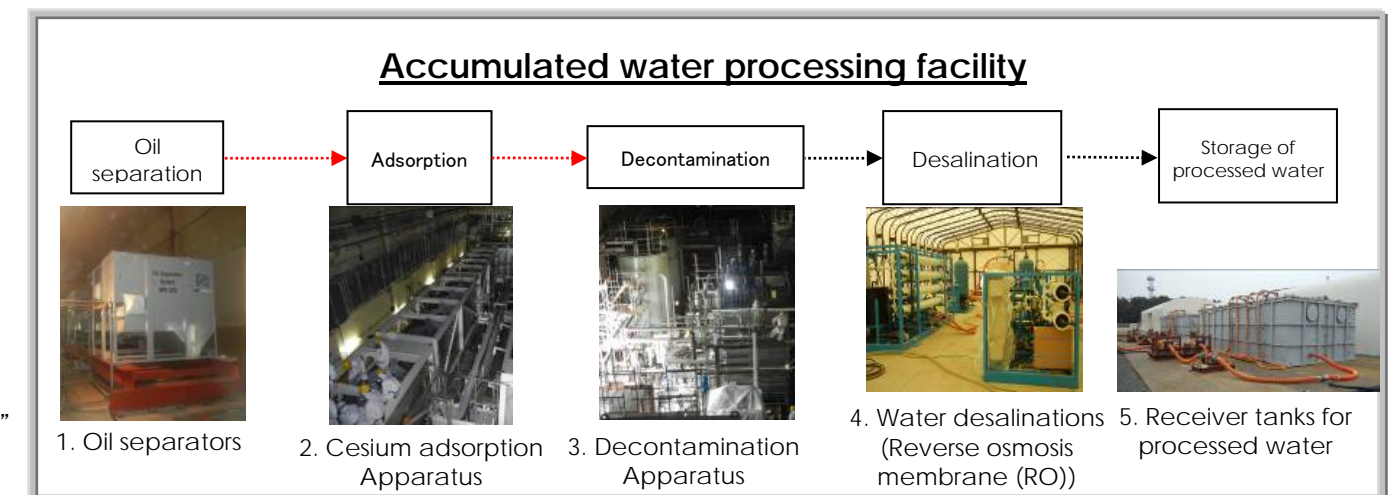 Accumulated water processing facility
Oil
separation
Adsorption
Decontamination
Desalination
Storage of
processed water
”
1. Oil separators
2. Cesium adsorption
Apparatus
3. Decontamination
Apparatus
4. Water desalinations
(Reverse osmosis
membrane (RO))
5. Receiver tanks for
processed water